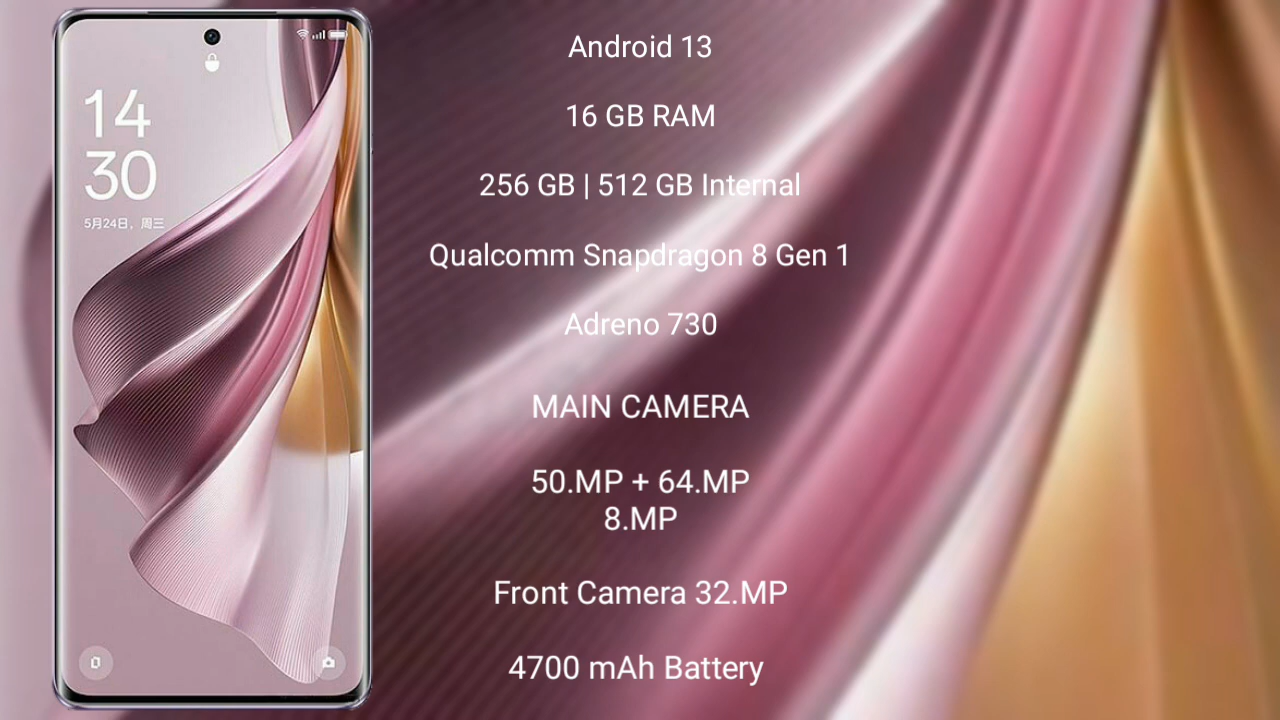 14
30
5月24日，周三
Android 13
16 GB RAM
256 GB | 512 GB Internal
Qualcomm Snapdragon 8 Gen 1
Adreno 730
MAIN CAMERA
50.MP + 64.MP
8.MP
Front Camera 32.MP
4700 mAh Battery